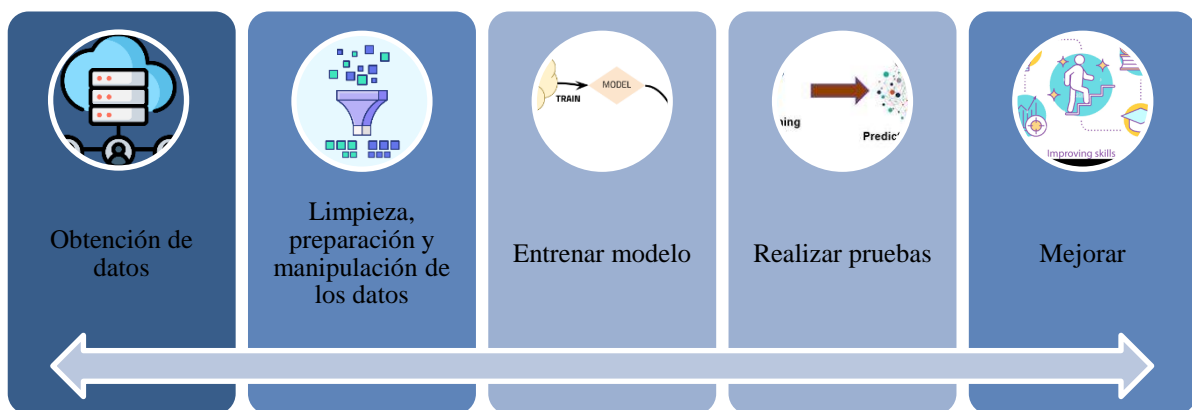 Obtención de
datos
Limpieza,
preparación y
manipulación de
los datos
TRAIN
MODEL
Entrenar modelo
Predic
Realizar pruebas
Improving skills
Mejorar